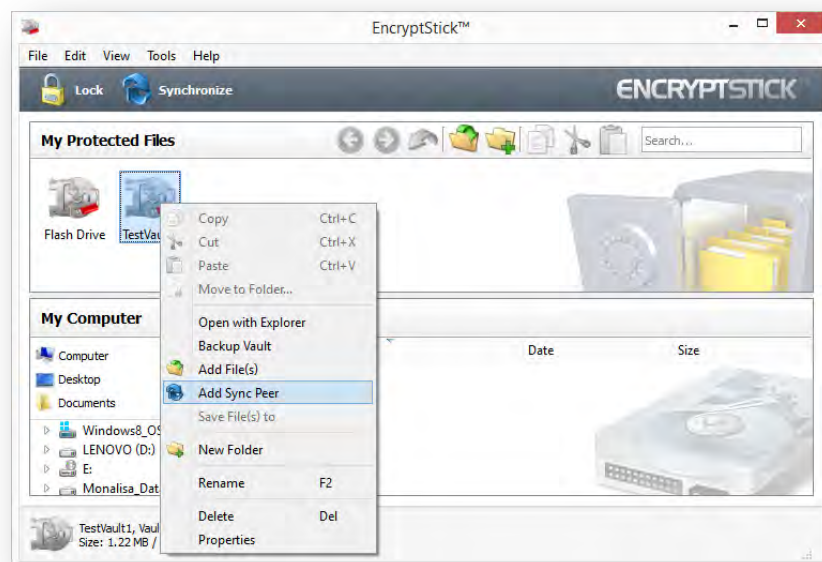 EncryptStick™
File Edit View Tools Help
Lock Synchronize ENCRYPTSTICK
My Protected Files Search...
Flash Drive TestVau
Copy Ctrl+C
Cut Ctrl+X
Paste Ctrl+V
Move to Folder...
Open with Explorer
Backup Vault
Add File(s)
Add Sync Peer
Save File(s) to
New Folder
Rename F2
Delete Del
Properties
My Computer
Date Size
Computer
Desktop
Documents
Windows8_OS
LENOVO (D:)
E:
Monalisa_Dat
TestVault1, Vaul
Size: 1.22 MB /